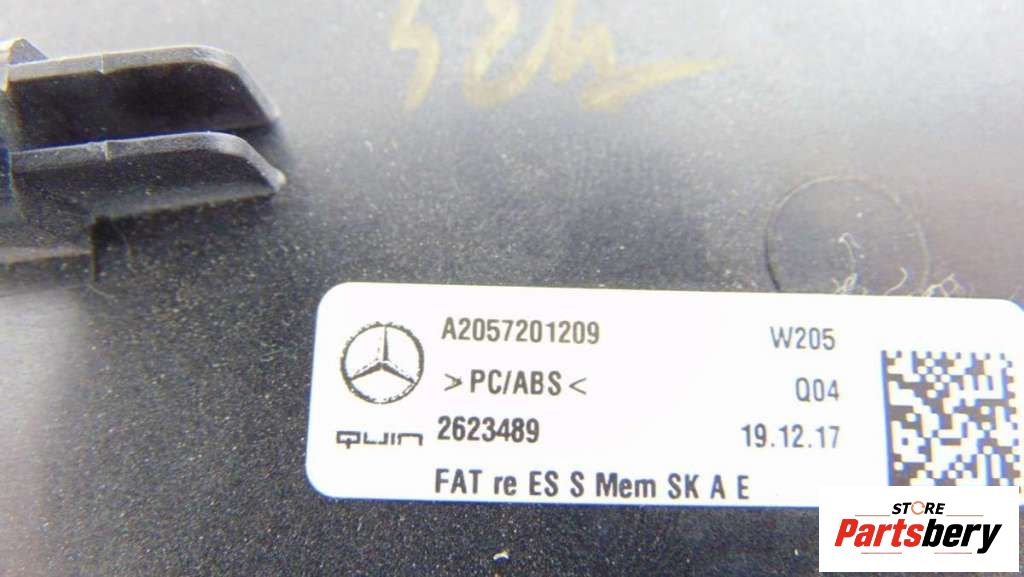 A2057201209 W205
>PC/ABS< Q04
QUIN 2623489 19.12.17
FAT re ES S Mem SK A E
STORE
Partsbery